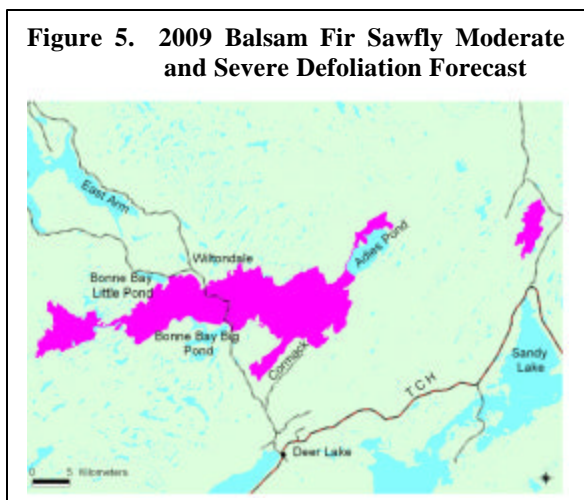 Figure 5. 2009 Balsam Fir Sawfly Moderate
and Severe Defoliation Forecast
East Arm
Adies Pond
Wiltondale
Bonne Bay
Little Pond
Bonne Bay Big
Pond
Cormack
Sandy
Lake
TCH
Deer Lake
0 5 Kilometers